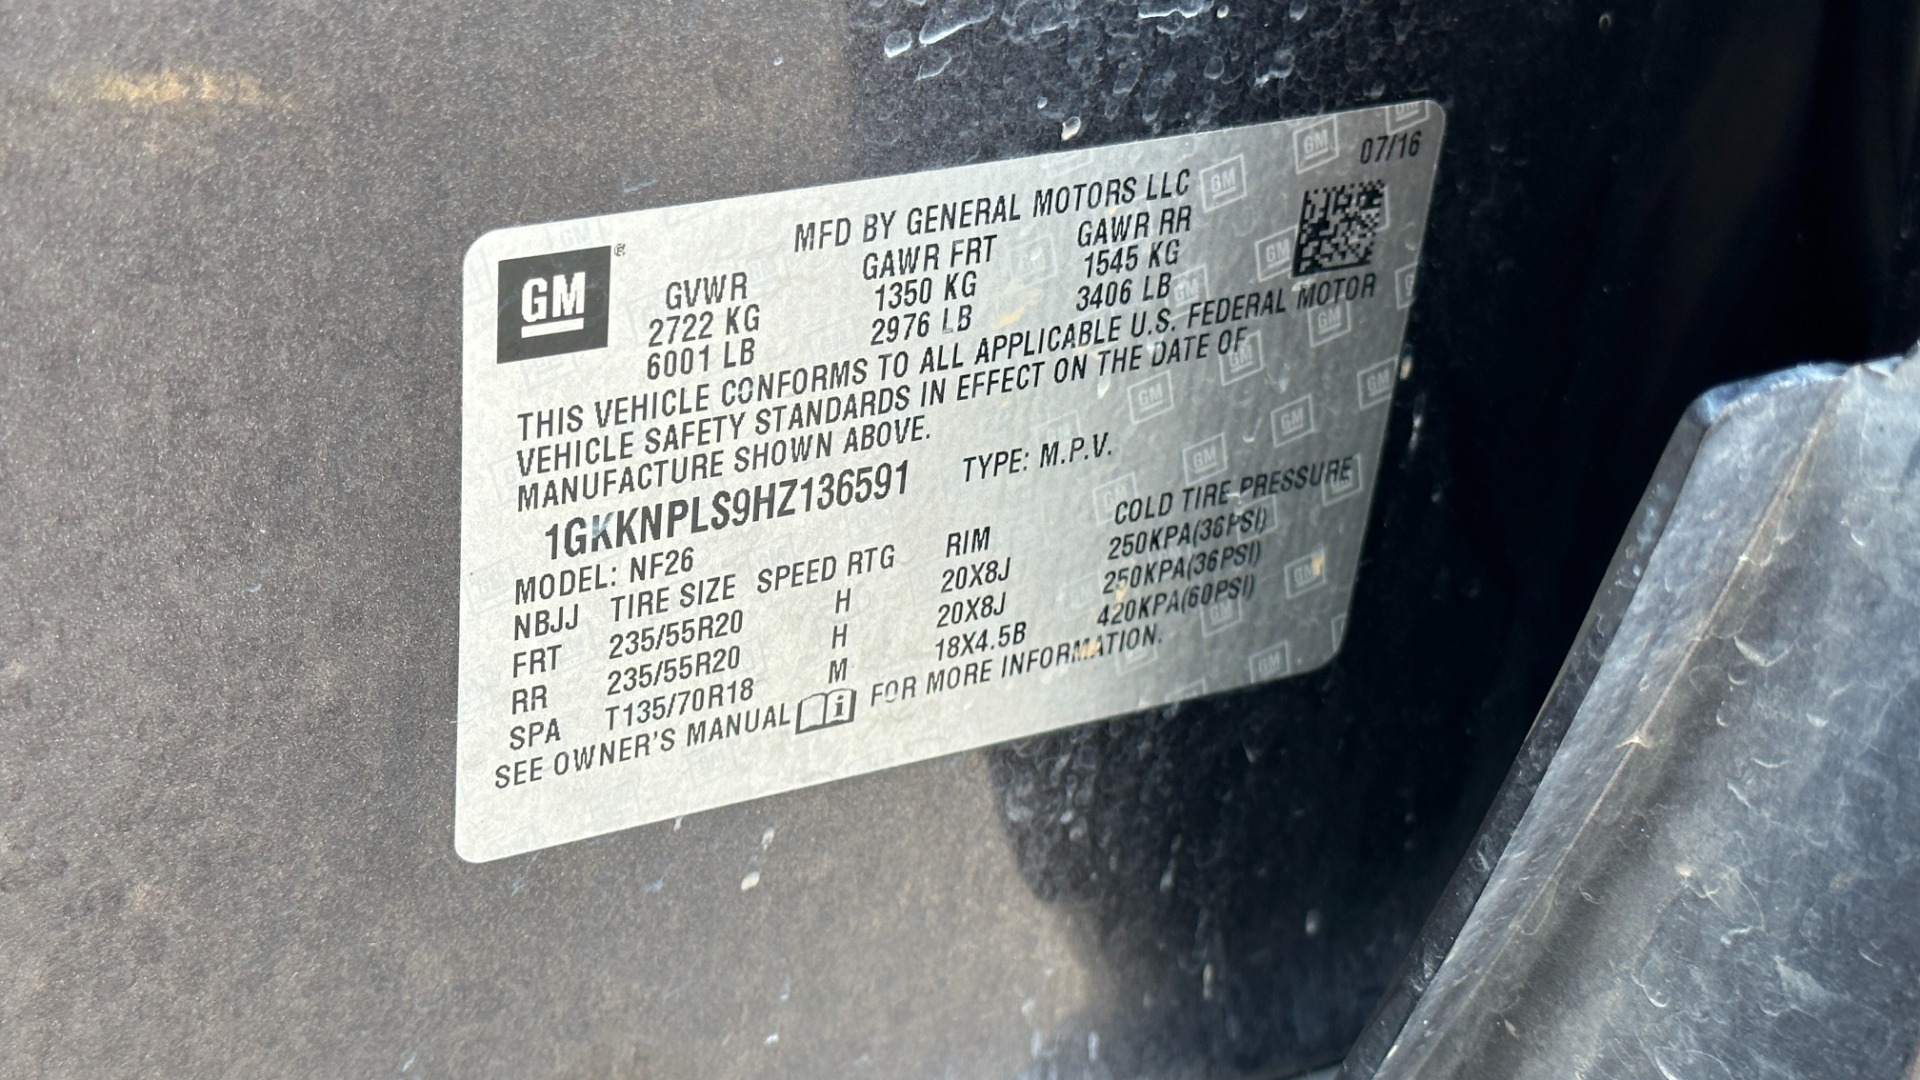 07/16
MFD BY GENERAL MOTORS LLC
GM ®
GVWR GAWR FRT GAWR RR
2722 KG 1350 KG 1545 KG
6001 LB 2976 LB 3406 LB
THIS VEHICLE CONFORMS TO ALL APPLICABLE U.S. FEDERAL MOTOR
VEHICLE SAFETY STANDARDS IN EFFECT ON THE DATE OF
MANUFACTURE SHOWN ABOVE.
1GKKNPLS9HZ136591 TYPE: M.P.V.
MODEL: NF26
NBJJ TIRE SIZE SPEED RTG RIM COLD TIRE PRESSURE
FRT 235/55R20 H 20X8J 250KPA(36PSI)
RR 235/55R20 H 20X8J 250KPA(36PSI)
SPA T135/70R18 M 18X4.5B 420KPA(60PSI)
SEE OWNER'S MANUAL i FOR MORE INFORMATION.